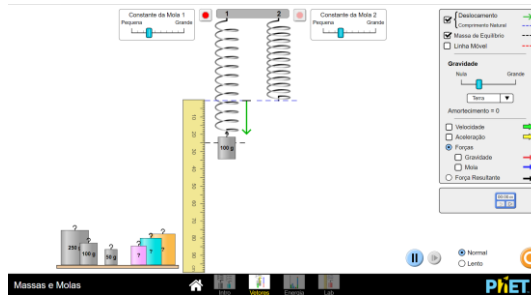 Constante da Mola 1
Pequena Grande
1 2
Constante da Mola 2
Pequena Grande
Deslocamento
Comprimento Natural
Massa de Equilíbrio
Linha Móvel
Gravidade
Nula Grande
Terra
Amortecimento = 0
Velocidade
Aceleração
Forças
Gravidade
Mola
Força Resultante
100 g
250 g
100 g
50 g
? ? ?
Normal
Lento
Massas e Molas
Intro
Vetores
Energia
Lab
PhET